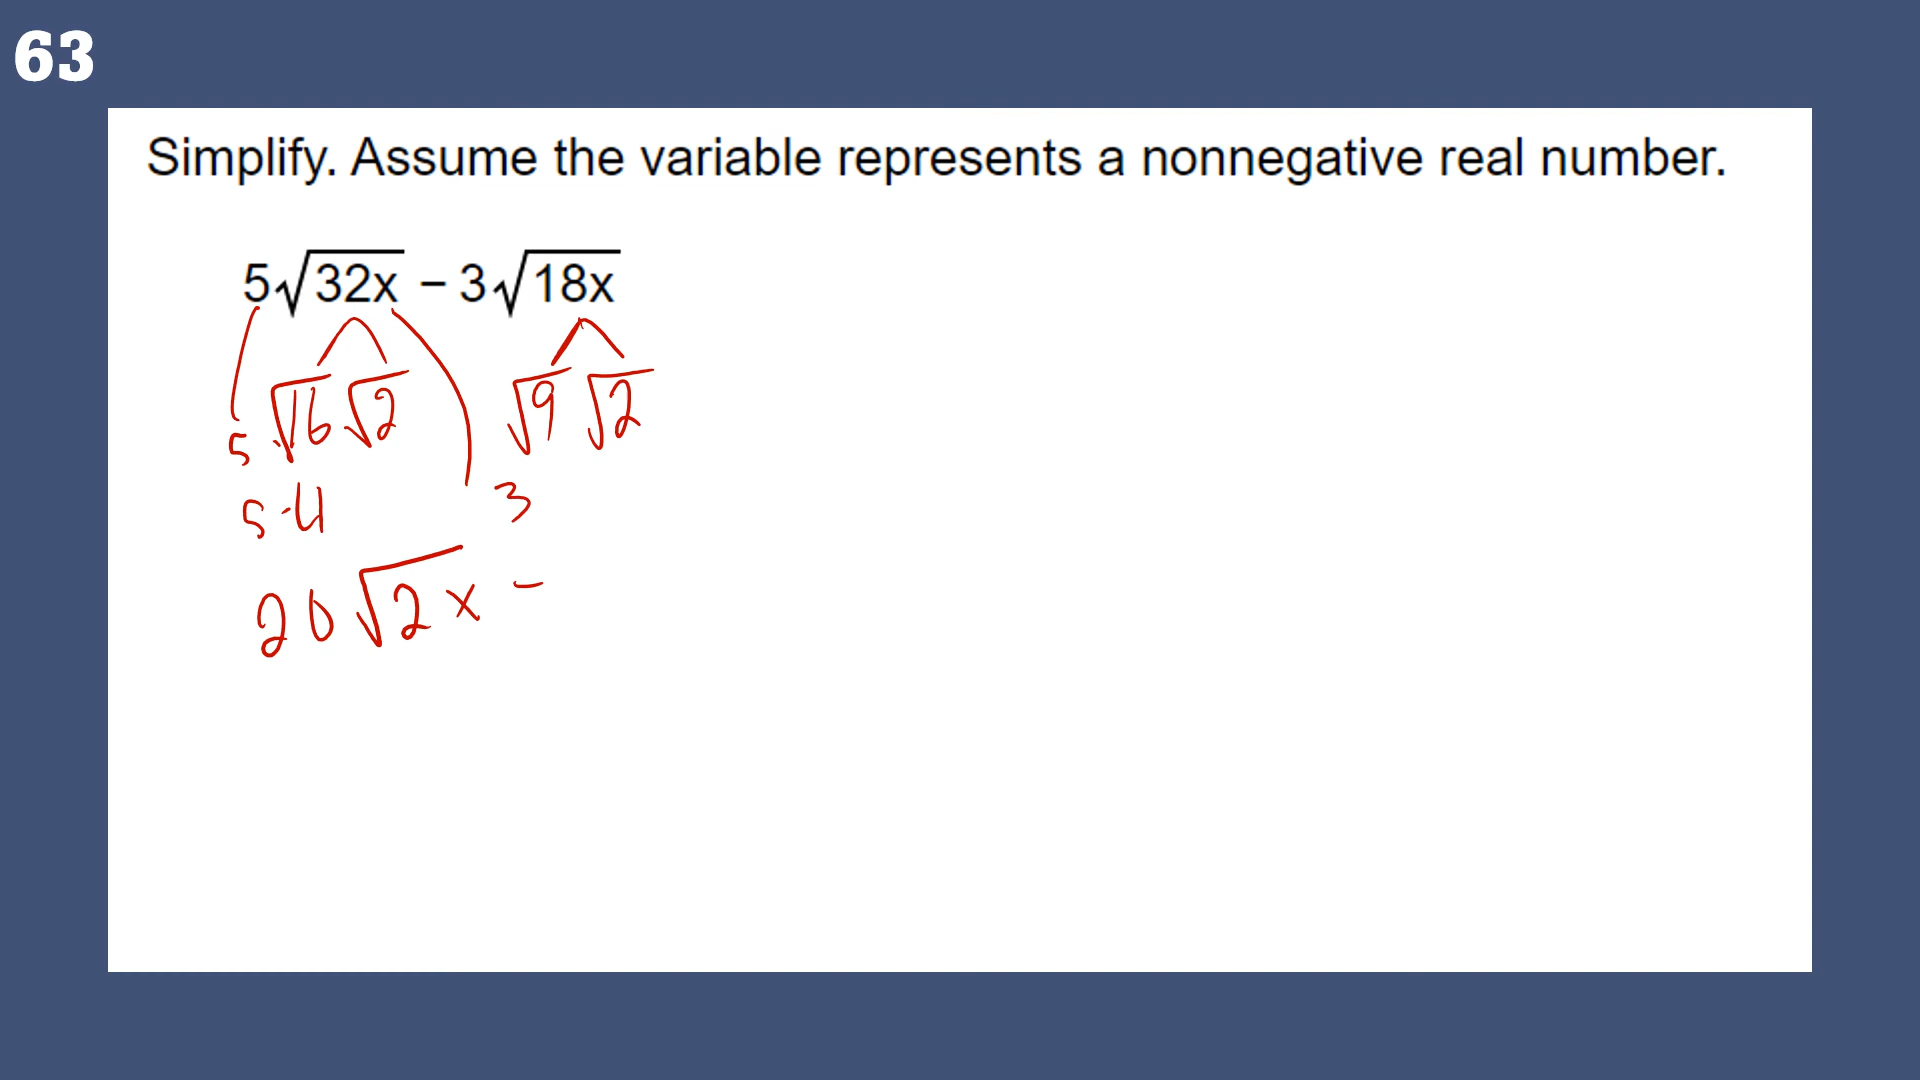 63
Simplify. Assume the variable represents a nonnegative real number.
5√32x − 3√18x
5 √16 √2 √9 √2
5·4 3
20 √2x −